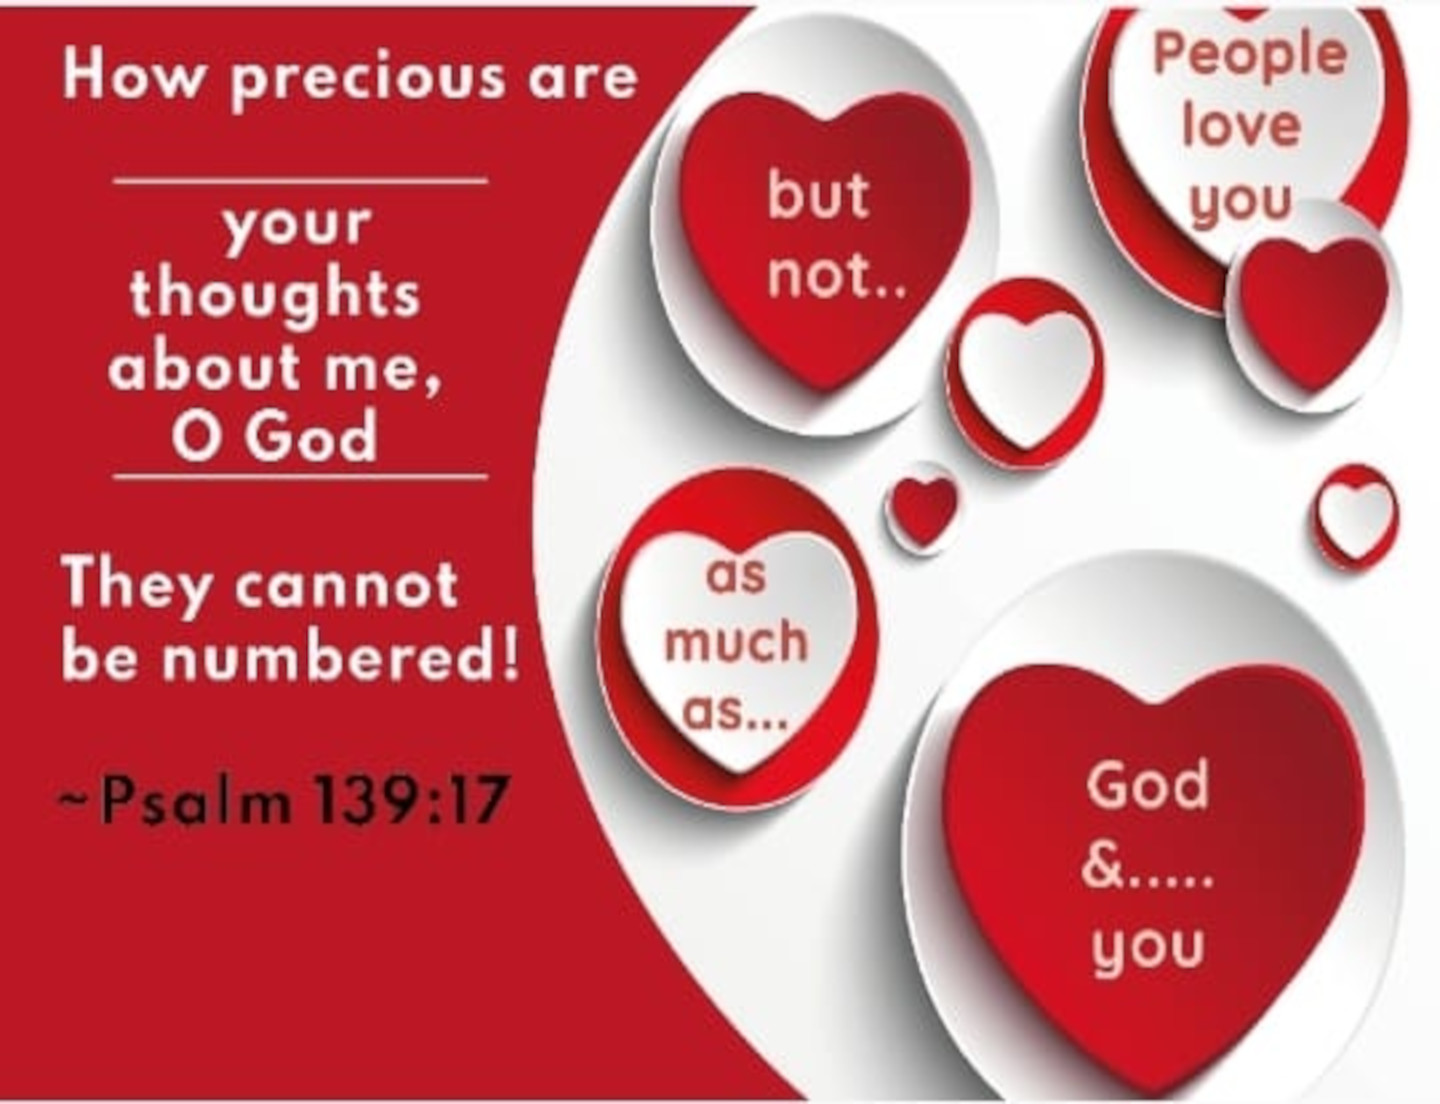 How precious are
your
thoughts
about me,
O God
They cannot
be numbered!
~Psalm 139:17
People
love
you
but
not..
as
much
as...
God
&.....
you